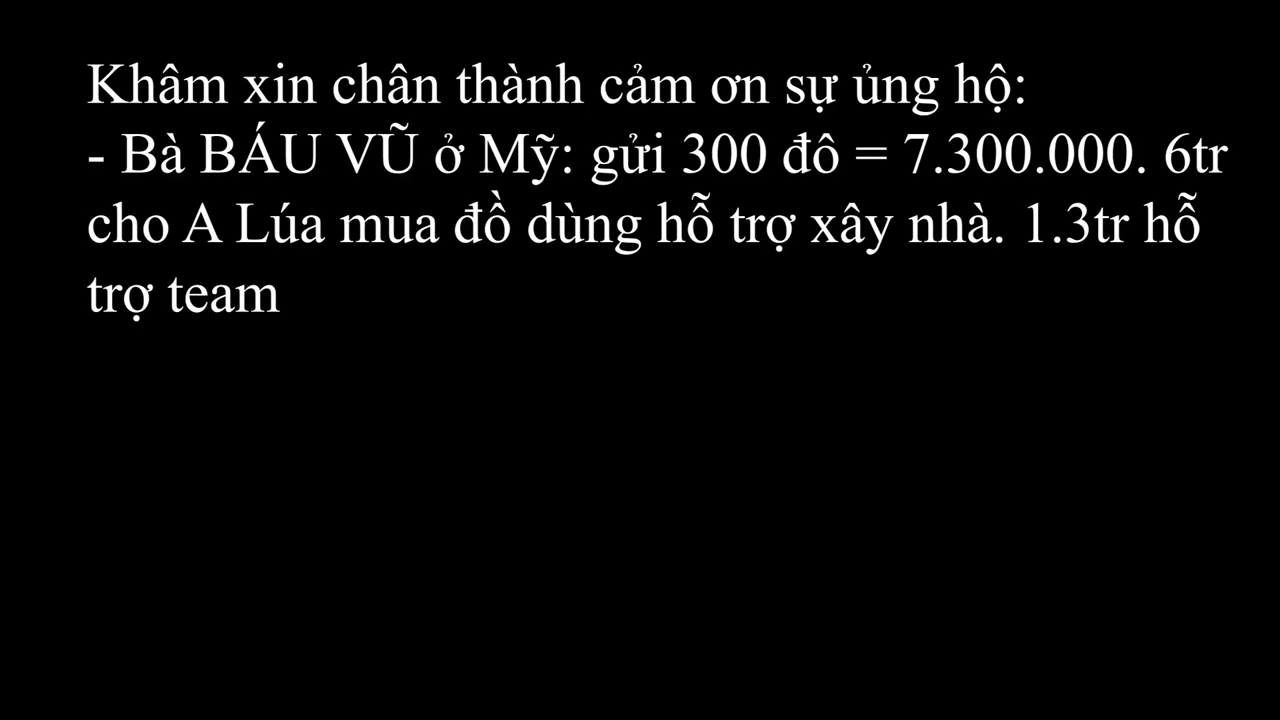 Khâm xin chân thành cảm ơn sự ủng hộ:
- Bà BÁU VŨ ở Mỹ: gửi 300 đô = 7.300.000. 6tr
cho A Lúa mua đồ dùng hỗ trợ xây nhà. 1.3tr hỗ
trợ team